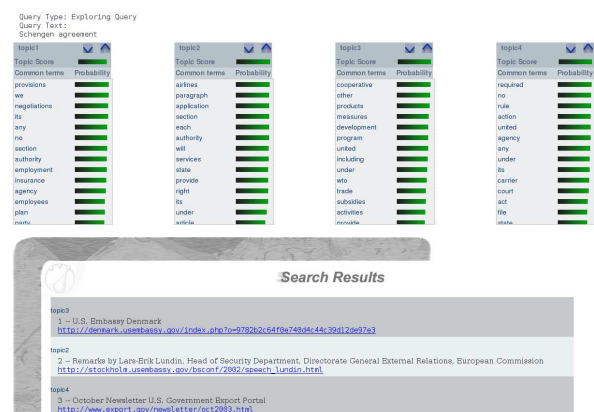 Query Type: Exploring Query
Query Text:
Schengen agreement
topic1
Topic Score
Common terms Probability
provisions
we
negotiations
its
any
no
section
authority
employment
insurance
agency
employees
plan
party
topic2
Topic Score
Common terms Probability
airlines
paragraph
application
section
each
authority
will
services
state
provide
right
its
under
article
topic3
Topic Score
Common terms Probability
cooperative
other
products
measures
development
program
united
including
under
wto
trade
subsidies
activities
provide
topic4
Topic Score
Common terms Probability
required
no
rule
action
united
agency
any
under
its
carrier
court
act
file
state
Search Results
topic3
1 -- U.S. Embassy Denmark
http://denmark.usembassy.gov/index.php?o=9782b2c64f0e740d4c44c39d12de97e3
topic2
2 -- Remarks by Lars-Erik Lundin, Head of Security Department, Directorate General External Relations, European Commission
http://stockholm.usembassy.gov/bsconf/2002/speech_lundin.html
topic4
3 -- October Newsletter U.S. Government Export Portal
http://www.export.gov/newsletter/oct2003.html